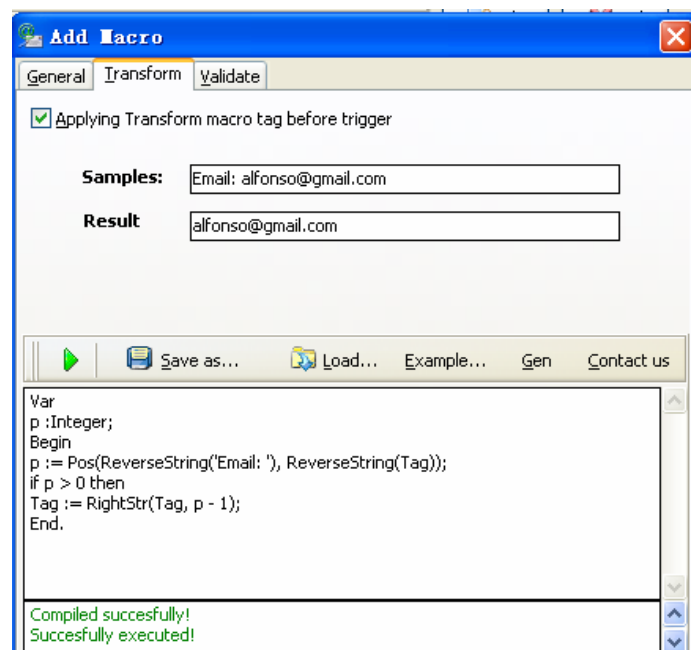 Add Macro
General Transform Validate
Applying Transform macro tag before trigger
Samples: Email: alfonso@gmail.com
Result alfonso@gmail.com
Save as... Load... Example... Gen Contact us
Var
p :Integer;
Begin
p := Pos(ReverseString('Email: '), ReverseString(Tag));
if p > 0 then
Tag := RightStr(Tag, p - 1);
End.
Compiled succesfully!
Succesfully executed!